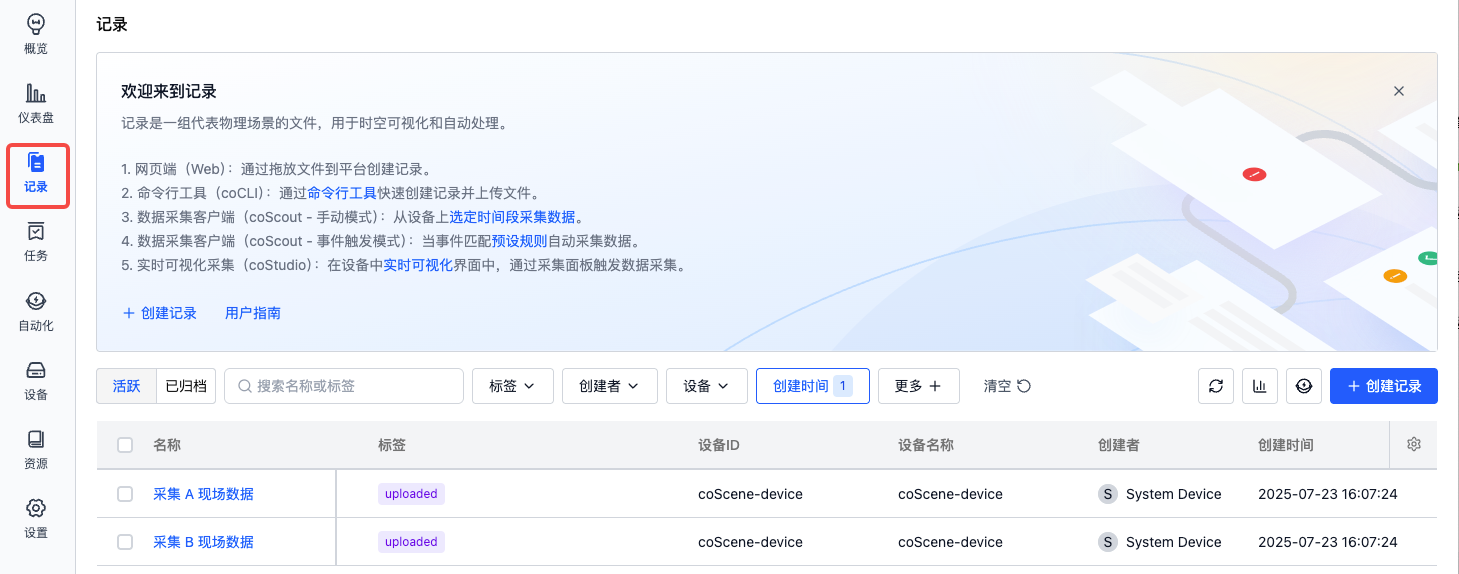 概览
仪表盘
记录
任务
自动化
设备
资源
设置
记录
欢迎来到记录
记录是一组代表物理场景的文件，用于时空可视化和自动处理。
1. 网页端（Web）：通过拖放文件到平台创建记录。
2. 命令行工具（coCLI）：通过命令行工具快速创建记录并上传文件。
3. 数据采集客户端（coScout - 手动模式）：从设备上选定时间段采集数据。
4. 数据采集客户端（coScout - 事件触发模式）：当事件匹配预设规则自动采集数据。
5. 实时可视化采集（coStudio）：在设备中实时可视化界面中，通过采集面板触发数据采集。
+ 创建记录 用户指南
活跃 已归档 搜索名称或标签 标签 创建者 设备 创建时间 1 更多 + 清空 + 创建记录
名称 标签 设备ID 设备名称 创建者 创建时间
采集 A 现场数据 uploaded coScene-device coScene-device S System Device 2025-07-23 16:07:24
采集 B 现场数据 uploaded coScene-device coScene-device S System Device 2025-07-23 16:07:24